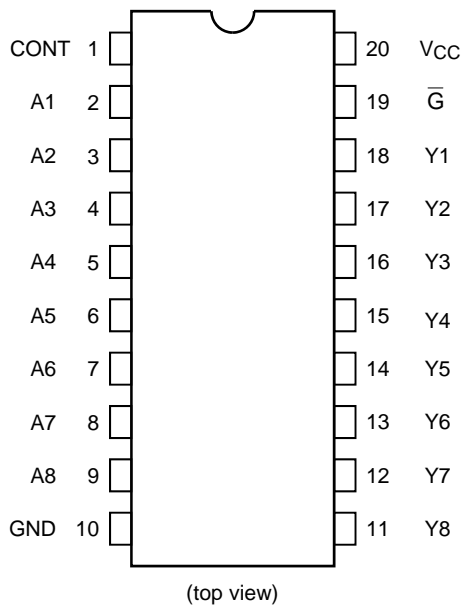 CONT 1 20 VCC
A1 2 19 G̅
A2 3 18 Y1
A3 4 17 Y2
A4 5 16 Y3
A5 6 15 Y4
A6 7 14 Y5
A7 8 13 Y6
A8 9 12 Y7
GND 10 11 Y8
(top view)